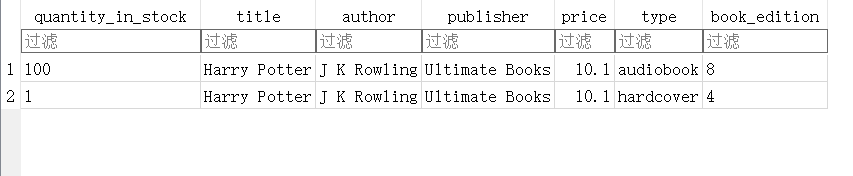 quantity_in_stock title author publisher price type book_edition
过滤 过滤 过滤 过滤 过滤 过滤 过滤
1 100 Harry Potter J K Rowling Ultimate Books 10.1 audiobook 8
2 1 Harry Potter J K Rowling Ultimate Books 10.1 hardcover 4